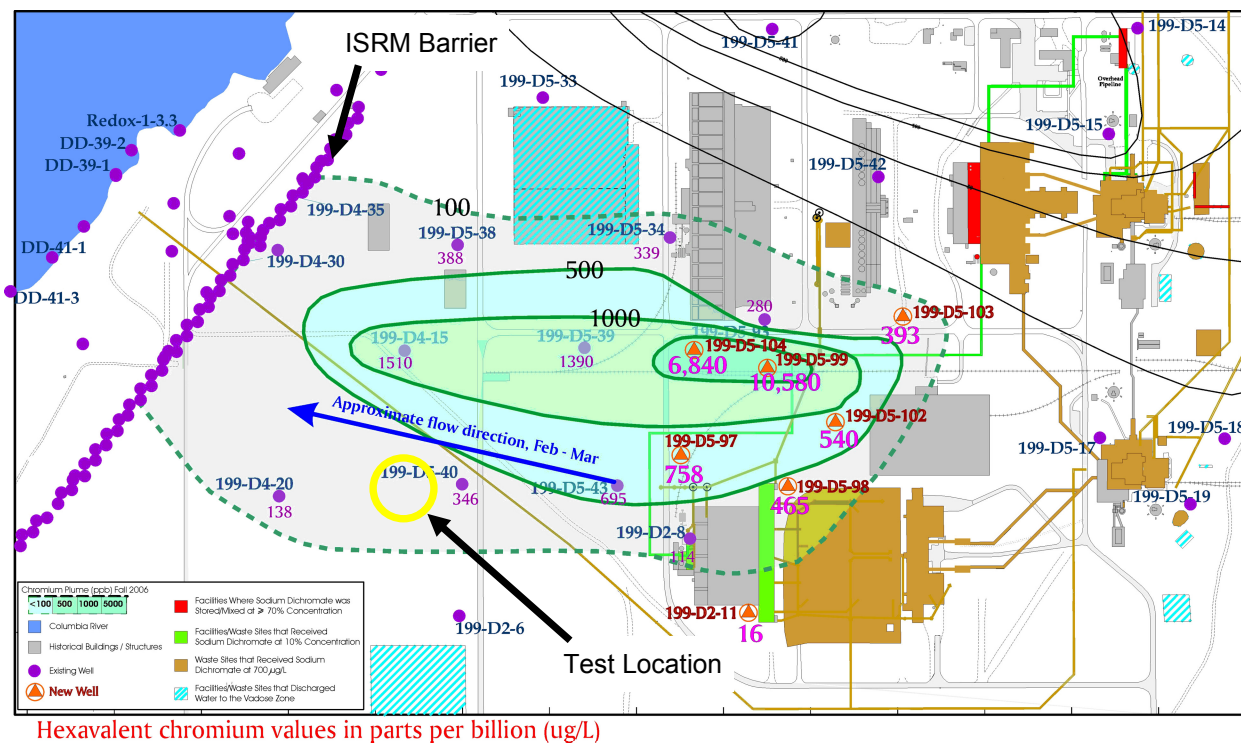 ISRM Barrier
199-D5-41
199-D5-14
Overhead
Pipeline
199-D5-33
Redox-1-3.3
DD-39-2
DD-39-1
199-D5-15
199-D5-42
199-D4-35
100
199-D5-38
388
199-D5-34
339
DD-41-1
199-D4-30
DD-41-3
500
280
1000
199-D5-93
199-D5-103
393
199-D4-15
1510
199-D5-39
1390
199-D5-104
6,840
199-D5-99
10,580
Approximate flow direction, Feb - Mar
199-D5-102
540
199-D5-97
758
199-D5-17
199-D5-18
199-D5-40
346
199-D5-43
695
199-D5-98
465
199-D4-20
138
199-D5-19
199-D2-8
114
199-D2-11
16
199-D2-6
Test Location
Chromium Plume (ppb) Fall 2006
<100 500 1000 5000
Columbia River
Historical Buildings / Structures
Existing Well
New Well
Facilities Where Sodium Dichromate was
Stored/Mixed at ≥ 70% Concentration
Facilities/Waste Sites that Received
Sodium Dichromate at 10% Concentration
Waste Sites that Received Sodium
Dichromate at 700 µg/L
Facilities/Waste Sites that Discharged
Water to the Vadose Zone
Hexavalent chromium values in parts per billion (ug/L)